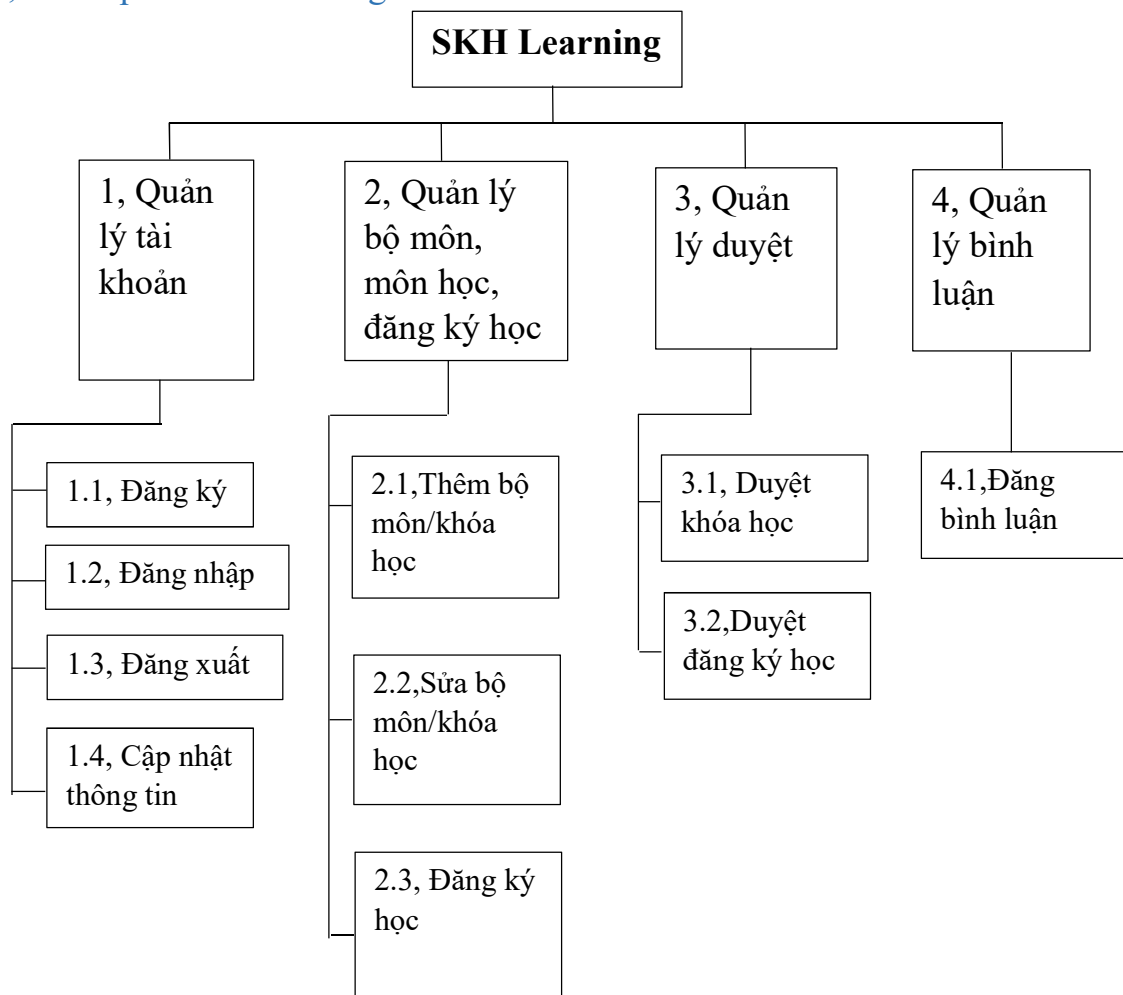 SKH Learning
1, Quản
lý tài
khoản
2, Quản lý
bộ môn,
môn học,
đăng ký học
3, Quản
lý duyệt
4, Quản
lý bình
luận
1.1, Đăng ký
1.2, Đăng nhập
1.3, Đăng xuất
1.4, Cập nhật
thông tin
2.1,Thêm bộ
môn/khóa
học
2.2,Sửa bộ
môn/khóa
học
2.3, Đăng ký
học
3.1, Duyệt
khóa học
3.2,Duyệt
đăng ký học
4.1,Đăng
bình luận